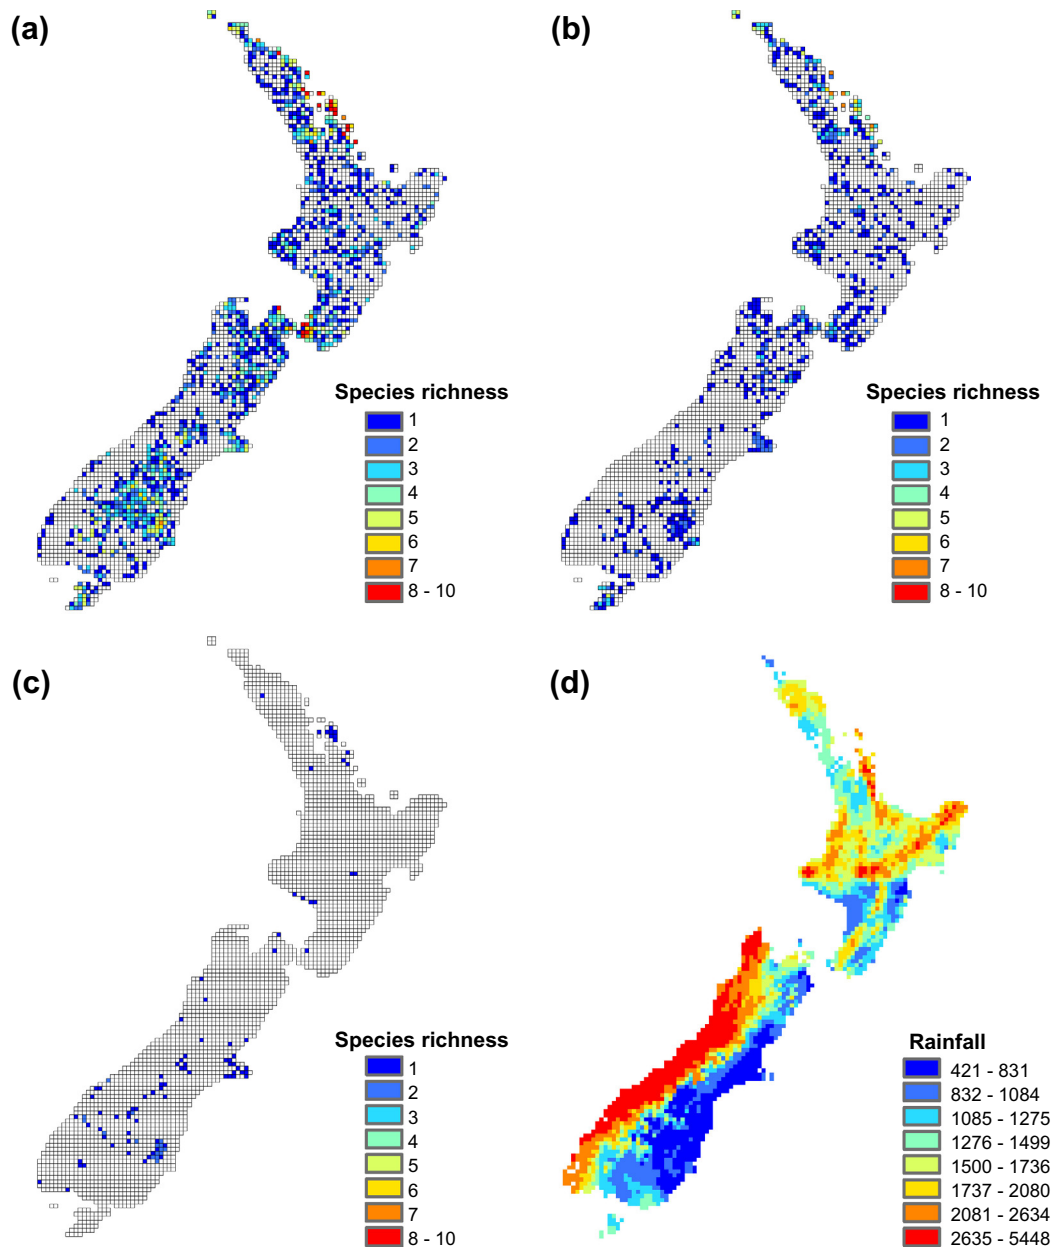 (a)
Species richness
1
2
3
4
5
6
7
8 - 10
(b)
Species richness
1
2
3
4
5
6
7
8 - 10
(c)
Species richness
1
2
3
4
5
6
7
8 - 10
(d)
Rainfall
421 - 831
832 - 1084
1085 - 1275
1276 - 1499
1500 - 1736
1737 - 2080
2081 - 2634
2635 - 5448